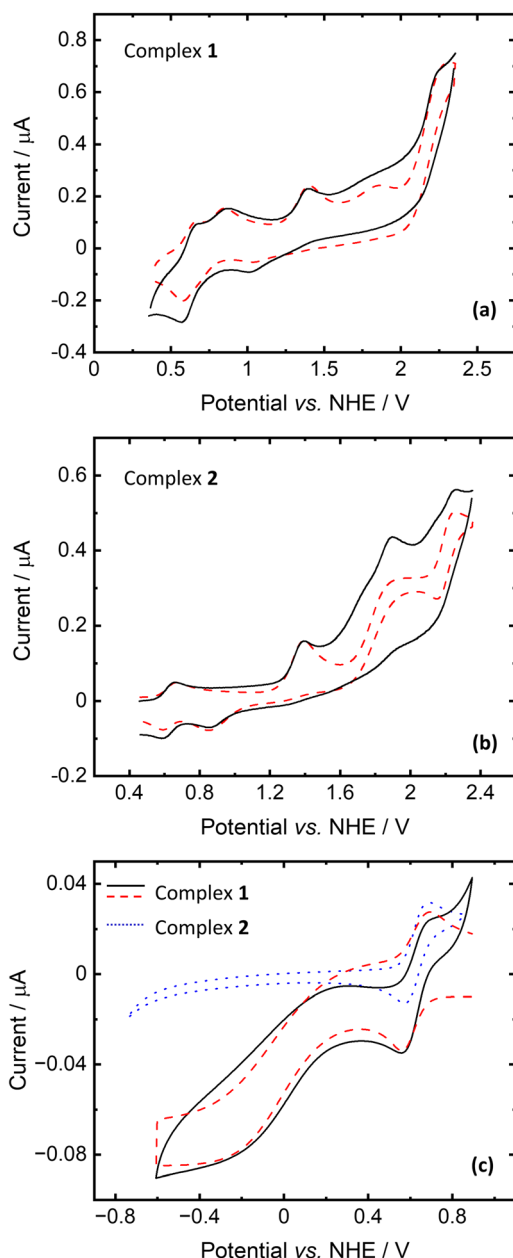 Complex 1
0.8
0.6
0.4
0.2
0
-0.2
-0.4
Current / μA
(a)
0 0.5 1 1.5 2 2.5
Potential vs. NHE / V
Complex 2
0.6
0.4
0.2
0
-0.2
Current / μA
(b)
0.4 0.8 1.2 1.6 2 2.4
Potential vs. NHE / V
Complex 1
Complex 2
0.04
0
−0.04
−0.08
Current / μA
(c)
−0.8 −0.4 0 0.4 0.8
Potential vs. NHE / V